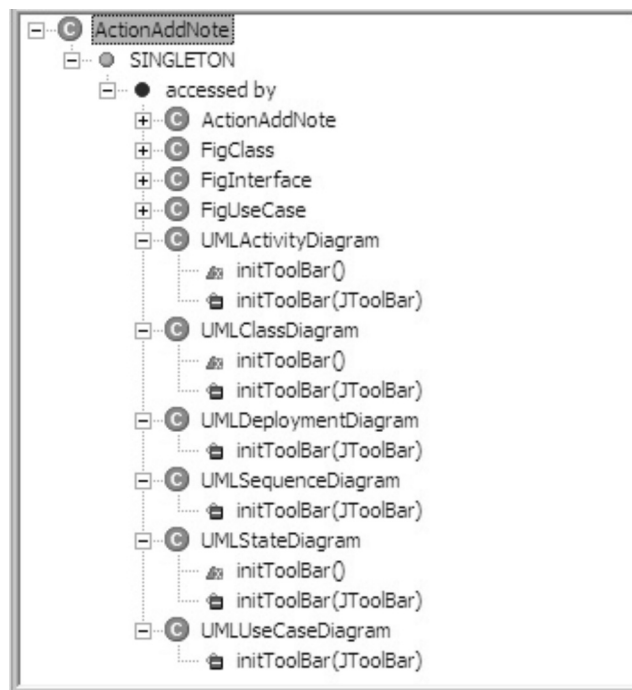 ActionAddNote
SINGLETON
accessed by
ActionAddNote
FigClass
FigInterface
FigUseCase
UMLActivityDiagram
initToolBar()
initToolBar(JToolBar)
UMLClassDiagram
initToolBar()
initToolBar(JToolBar)
UMLDeploymentDiagram
initToolBar(JToolBar)
UMLSequenceDiagram
initToolBar(JToolBar)
UMLStateDiagram
initToolBar()
initToolBar(JToolBar)
UMLUseCaseDiagram
initToolBar(JToolBar)